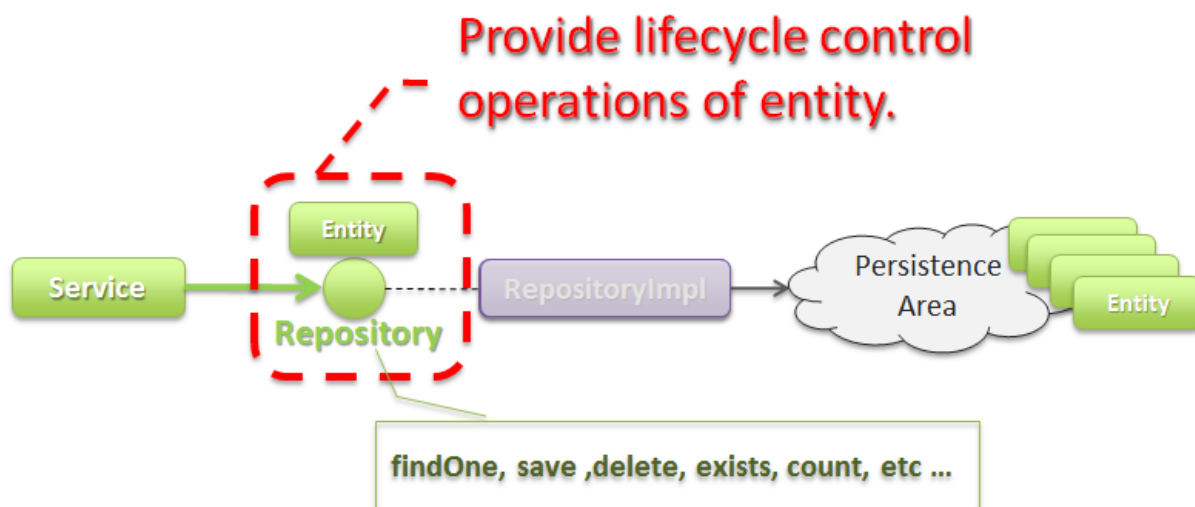 Provide lifecycle control
operations of entity.
Entity
Service
Repository
RepositoryImpl
Persistence
Area
Entity
findOne, save ,delete, exists, count, etc ...